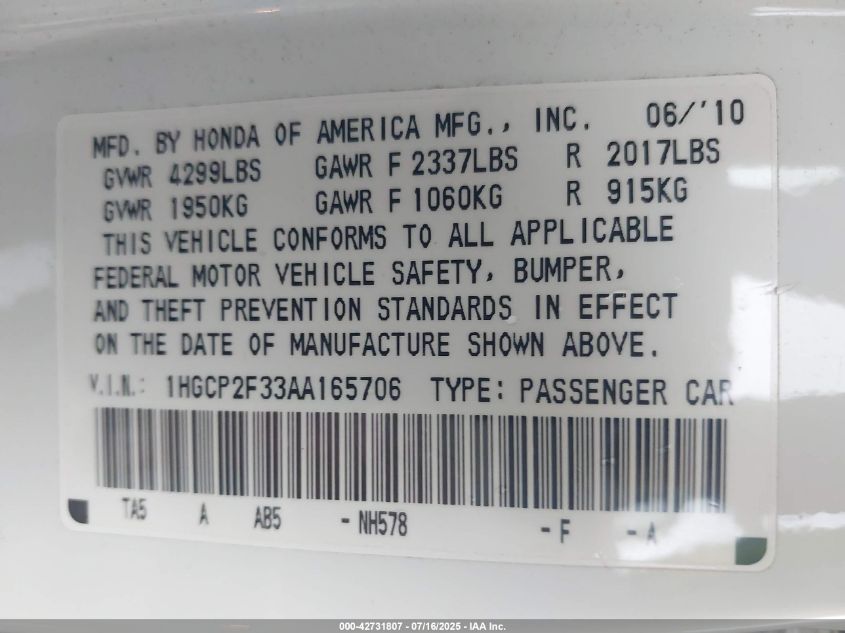 MFD. BY HONDA OF AMERICA MFG., INC. 06/'10
GVWR 4299LBS GAWR F 2337LBS R 2017LBS
GVWR 1950KG GAWR F 1060KG R 915KG
THIS VEHICLE CONFORMS TO ALL APPLICABLE
FEDERAL MOTOR VEHICLE SAFETY, BUMPER,
AND THEFT PREVENTION STANDARDS IN EFFECT
ON THE DATE OF MANUFACTURE SHOWN ABOVE.
V.I.N.: 1HGCP2F33AA165706 TYPE: PASSENGER CAR
TA5 A AB5 - NH578 - F - A
000-42731807 - 07/16/2025 - IAA Inc.